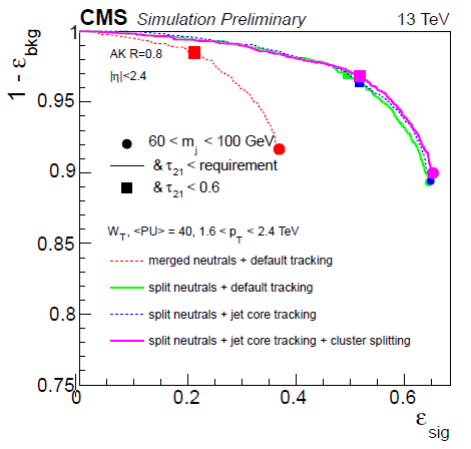 CMS Simulation Preliminary 13 TeV
1 - ε_bkg
1
0.95
0.9
0.85
0.8
0.75
AK R=0.8
|η|<2.4
60 < m_j < 100 GeV
& τ_21 < requirement
& τ_21 < 0.6
W_T, <PU> = 40, 1.6 < p_T < 2.4 TeV
merged neutrals + default tracking
split neutrals + default tracking
split neutrals + jet core tracking
split neutrals + jet core tracking + cluster splitting
0 0.2 0.4 0.6
ε_sig